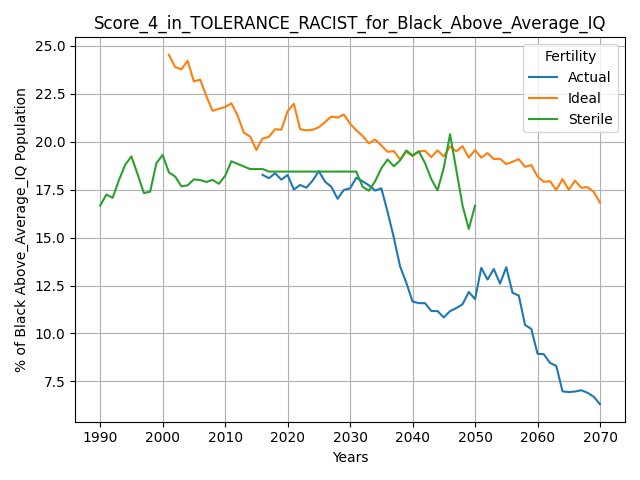 Score_4_in_TOLERANCE_RACIST_for_Black_Above_Average_IQ
% of Black Above_Average_IQ Population
25.0
22.5
20.0
17.5
15.0
12.5
10.0
7.5
Fertility
Actual
Ideal
Sterile
1990 2000 2010 2020 2030 2040 2050 2060 2070
Years